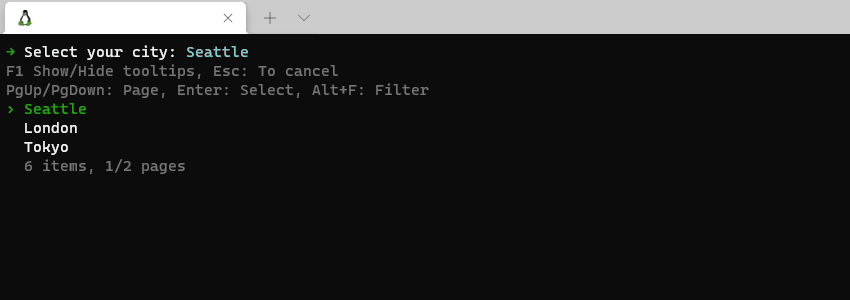 → Select your city: Seattle
F1 Show/Hide tooltips, Esc: To cancel
PgUp/PgDown: Page, Enter: Select, Alt+F: Filter
› Seattle
London
Tokyo
6 items, 1/2 pages